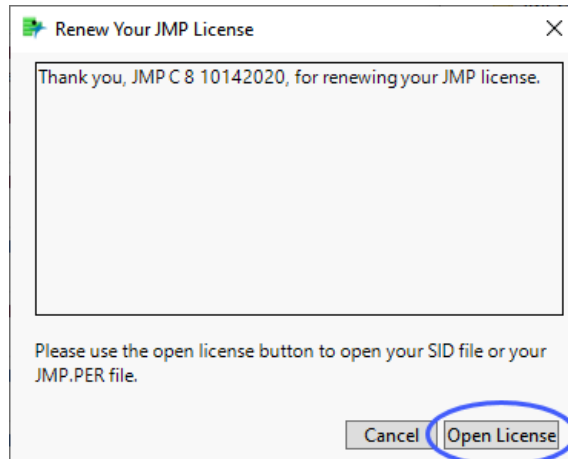 Renew Your JMP License
Thank you, JMP C 8 10142020, for renewing your JMP license.
Please use the open license button to open your SID file or your
JMP.PER file.
Cancel
Open License